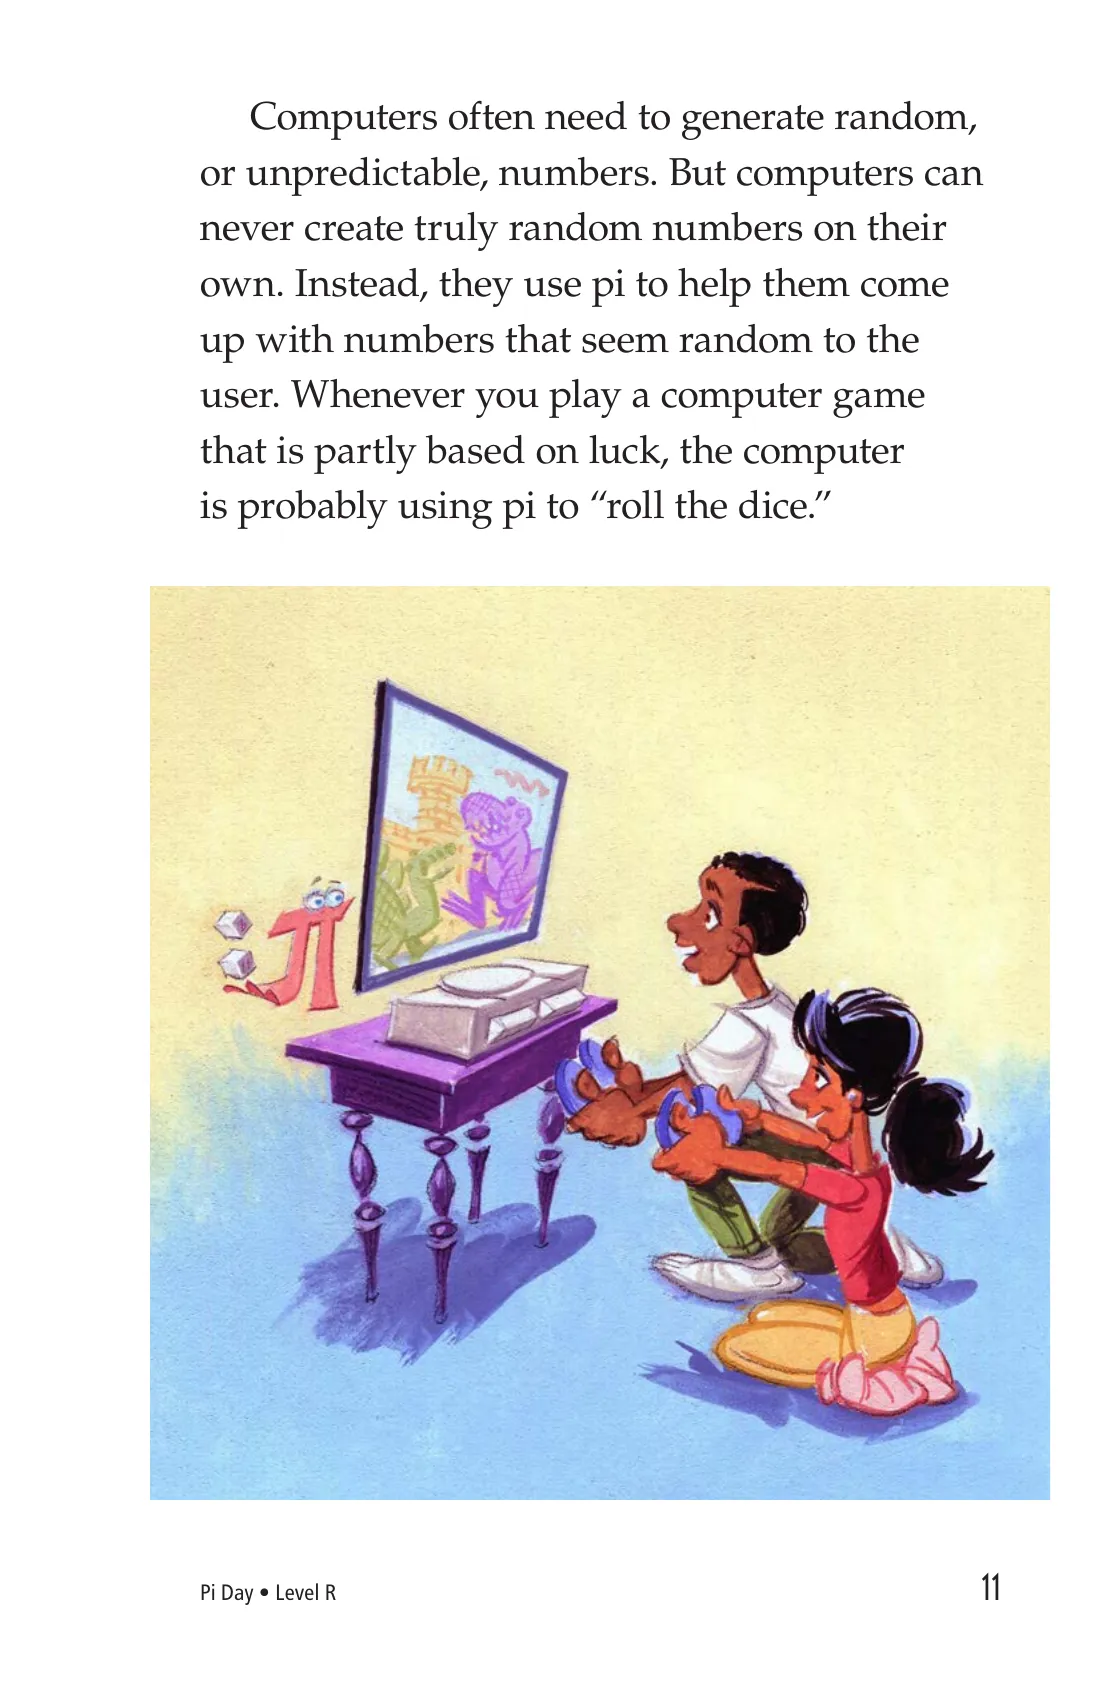 Computers often need to generate random,
or unpredictable, numbers. But computers can
never create truly random numbers on their
own. Instead, they use pi to help them come
up with numbers that seem random to the
user. Whenever you play a computer game
that is partly based on luck, the computer
is probably using pi to “roll the dice.”
π
Pi Day • Level R
11